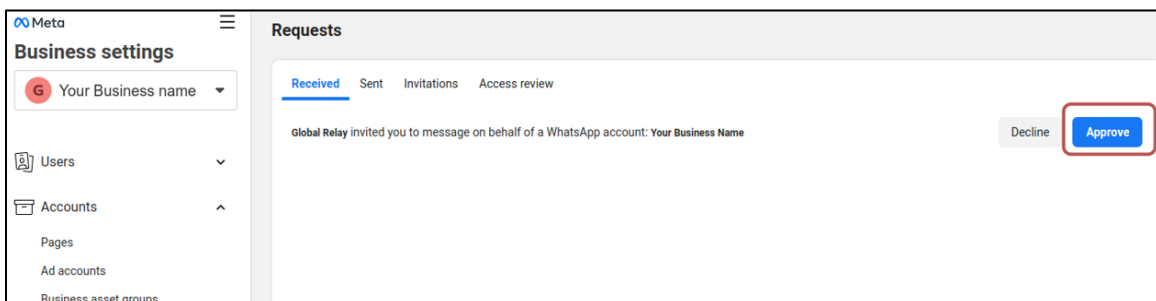 Meta
Business settings
G Your Business name
Users
Accounts
Pages
Ad accounts
Business asset groups
Requests
Received Sent Invitations Access review
Global Relay invited you to message on behalf of a WhatsApp account: Your Business Name
Decline Approve